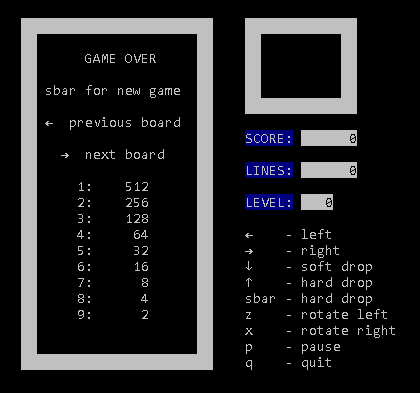 GAME OVER
sbar for new game
← previous board
→ next board
1: 512
2: 256
3: 128
4: 64
5: 32
6: 16
7: 8
8: 4
9: 2
SCORE: 0
LINES: 0
LEVEL: 0
← - left
→ - right
↓ - soft drop
↑ - hard drop
sbar - hard drop
z - rotate left
x - rotate right
p - pause
q - quit